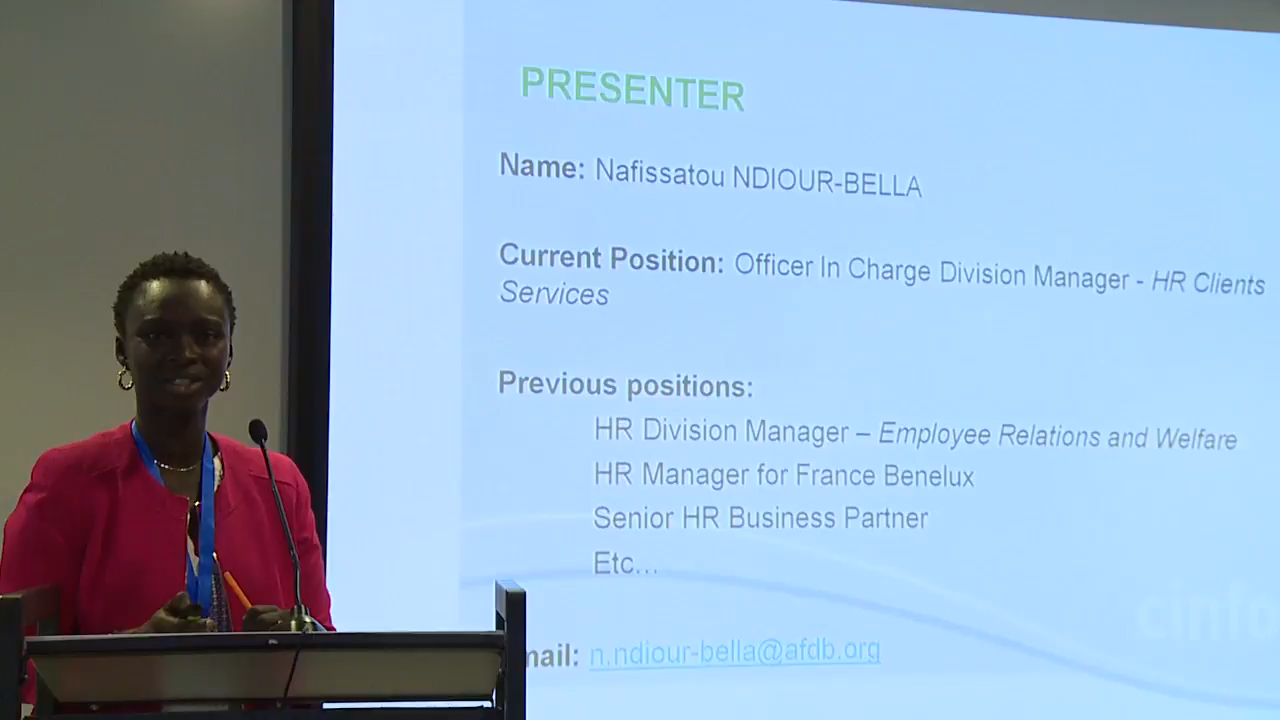 PRESENTER
Name: Nafissatou NDIOUR-BELLA
Current Position: Officer In Charge Division Manager - HR Clients
Services
Previous positions:
HR Division Manager – Employee Relations and Welfare
HR Manager for France Benelux
Senior HR Business Partner
Etc...
mail: n.ndiour-bella@afdb.org
cinfo